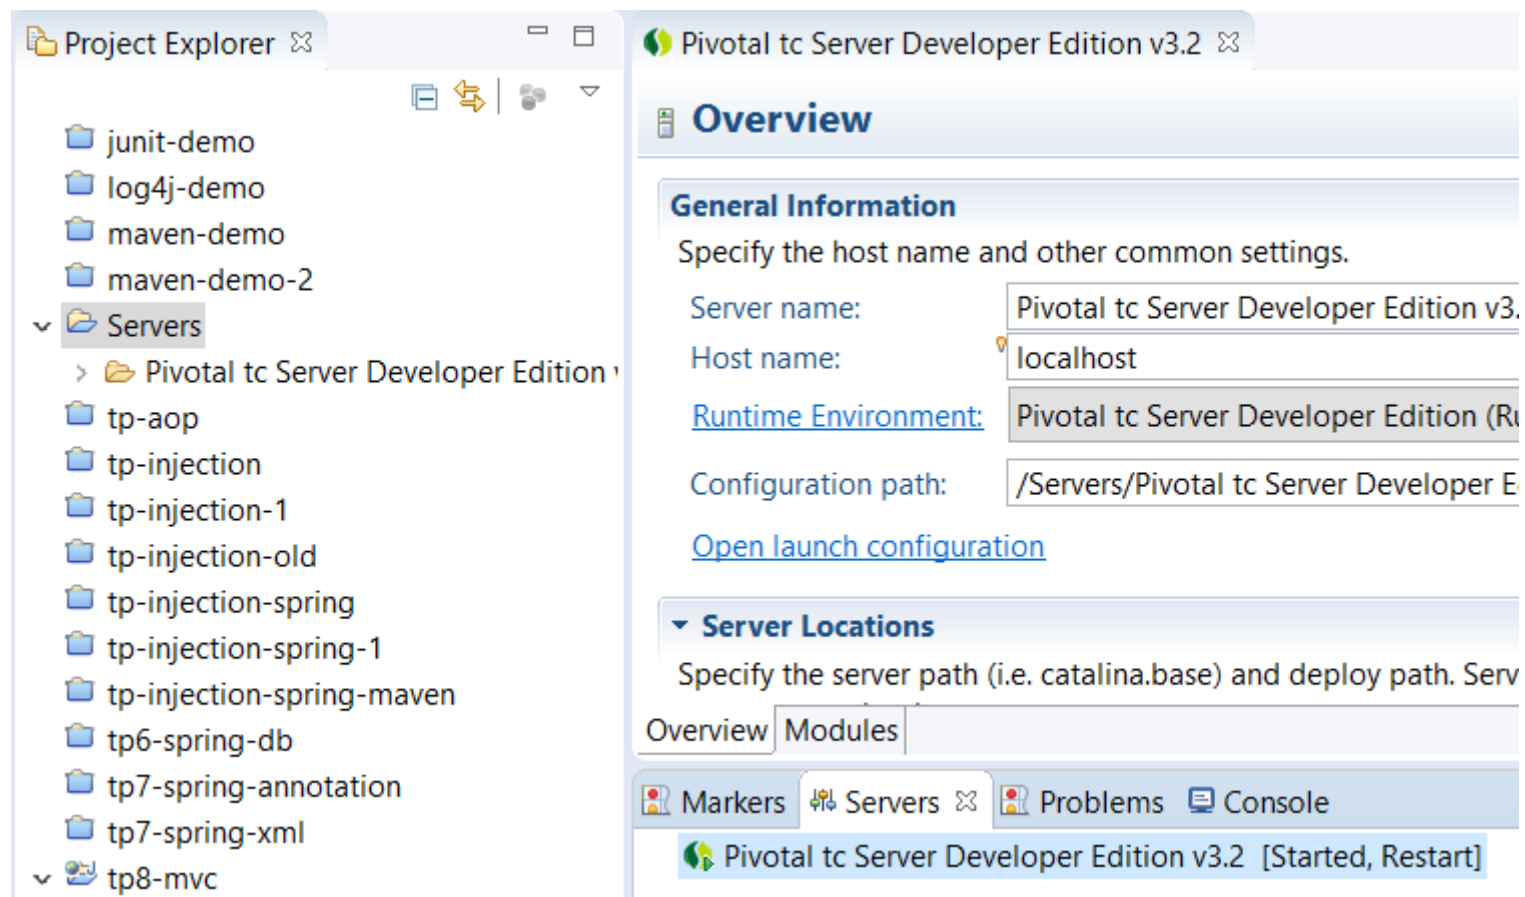 Project Explorer
junit-demo
log4j-demo
maven-demo
maven-demo-2
Servers
Pivotal tc Server Developer Edition
tp-aop
tp-injection
tp-injection-1
tp-injection-old
tp-injection-spring
tp-injection-spring-1
tp-injection-spring-maven
tp6-spring-db
tp7-spring-annotation
tp7-spring-xml
tp8-mvc
Pivotal tc Server Developer Edition v3.2
Overview
General Information
Specify the host name and other common settings.
Server name: Pivotal tc Server Developer Edition v3.
Host name: localhost
Runtime Environment: Pivotal tc Server Developer Edition (Ru
Configuration path: /Servers/Pivotal tc Server Developer E
Open launch configuration
Server Locations
Specify the server path (i.e. catalina.base) and deploy path. Serv
Overview Modules
Markers Servers Problems Console
Pivotal tc Server Developer Edition v3.2 [Started, Restart]